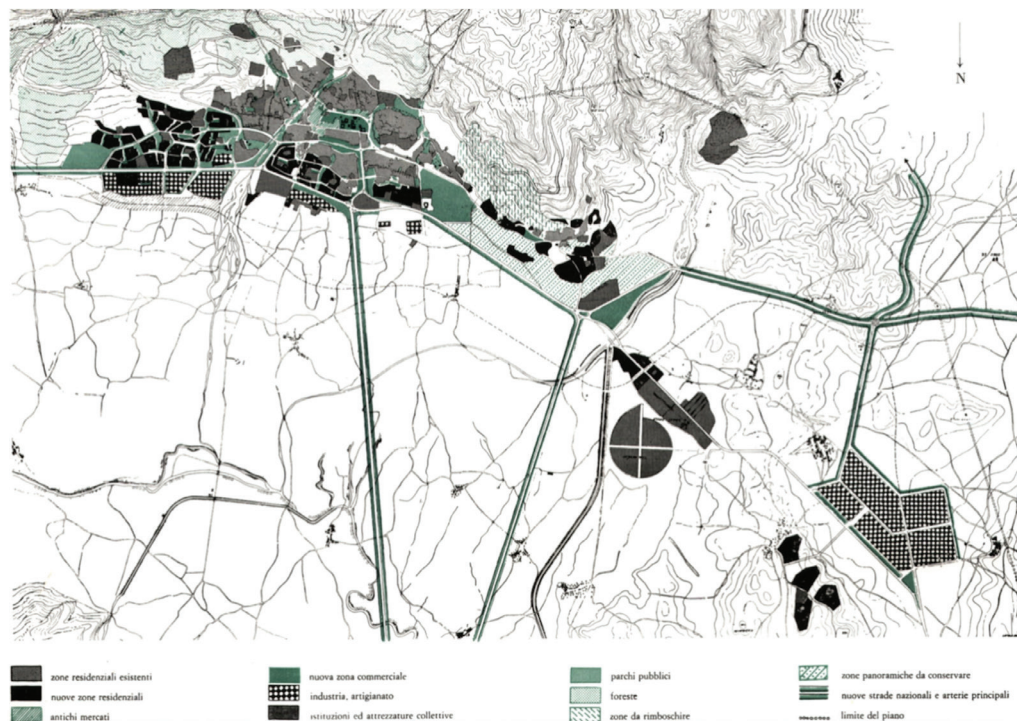 N
zone residenziali esistenti
nuove zone residenziali
antichi mercati
nuova zona commerciale
industria, artigianato
istituzioni ed attrezzature collettive
parchi pubblici
foreste
zone da rimboschire
zone panoramiche da conservare
nuove strade nazionali e arterie principali
limite del piano